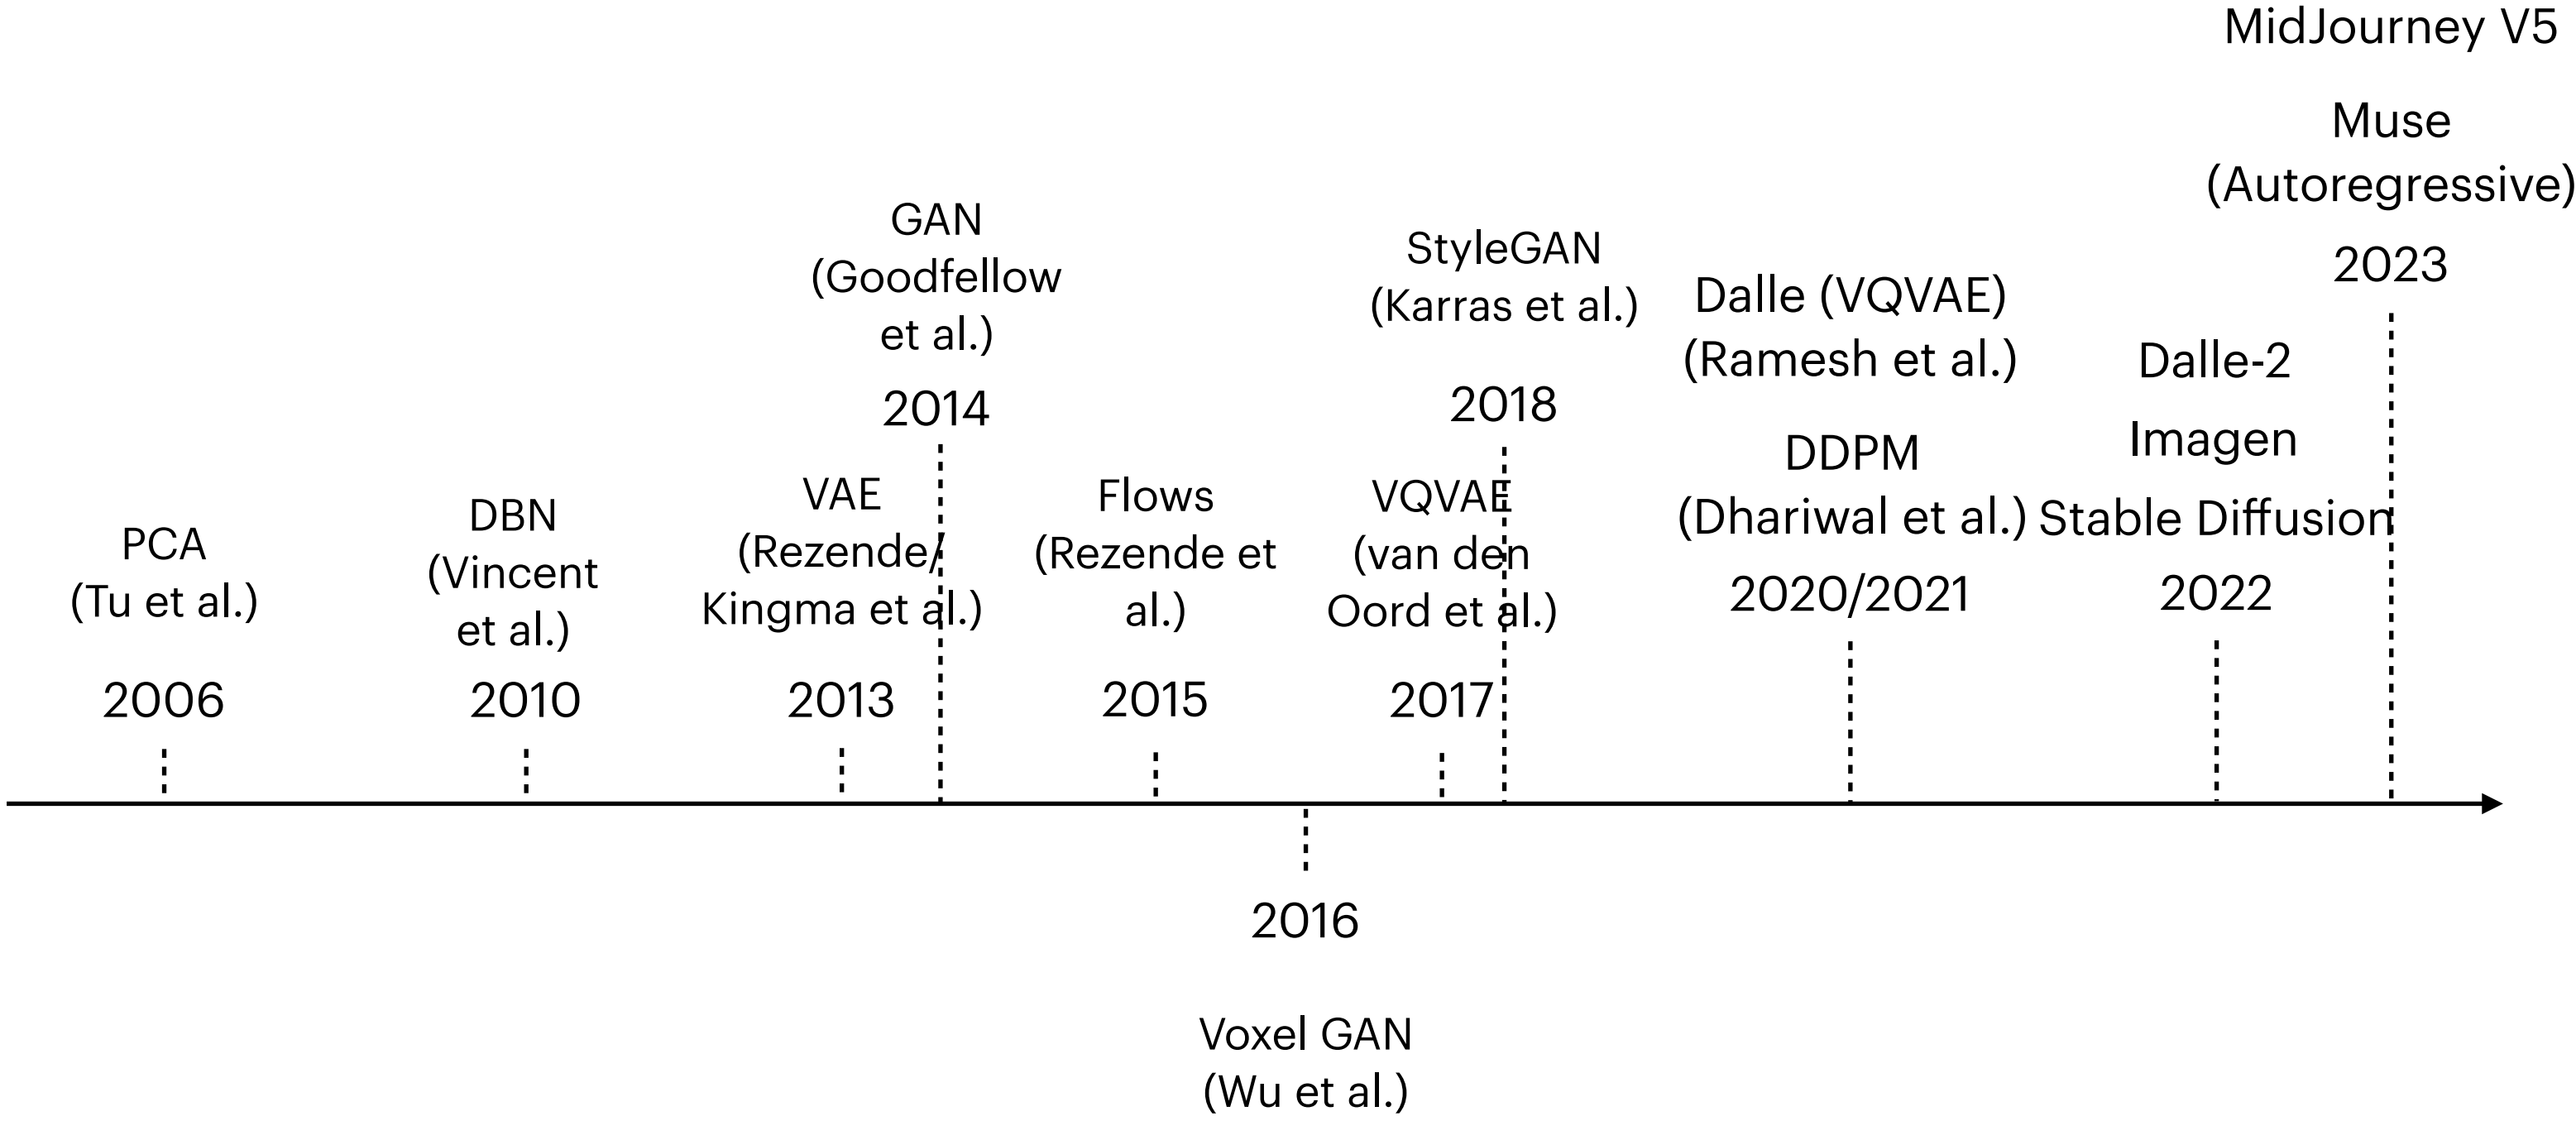 MidJourney V5
Muse
(Autoregressive)
2023
GAN
(Goodfellow
et al.)
2014
StyleGAN
(Karras et al.)
2018
Dalle (VQVAE)
(Ramesh et al.)
DDPM
(Dhariwal et al.)
2020/2021
Dalle-2
Imagen
Stable Diffusion
2022
PCA
(Tu et al.)
2006
DBN
(Vincent
et al.)
2010
VAE
(Rezende/
Kingma et al.)
2013
Flows
(Rezende et
al.)
2015
VQVAE
(van den
Oord et al.)
2017
2016
Voxel GAN
(Wu et al.)